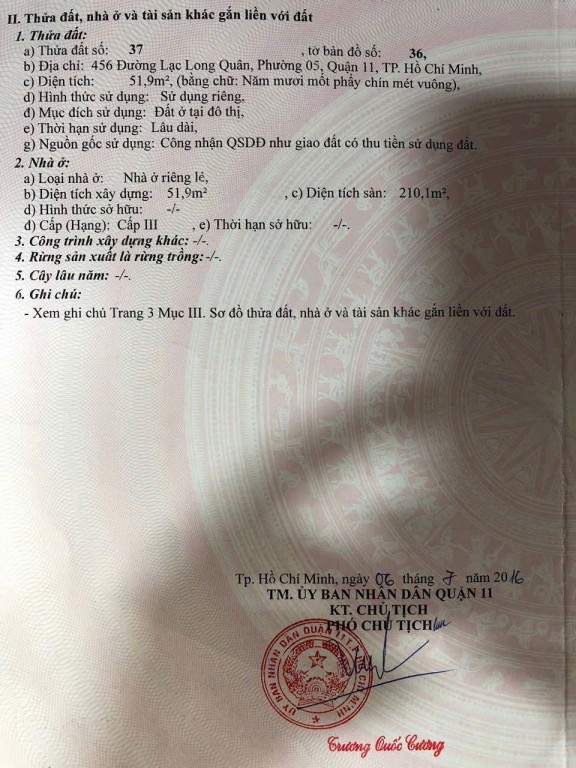 II. Thửa đất, nhà ở và tài sản khác gắn liền với đất
1. Thửa đất:
a) Thửa đất số: 37 , tờ bản đồ số: 36,
b) Địa chỉ: 456 Đường Lạc Long Quân, Phường 05, Quận 11, TP. Hồ Chí Minh,
c) Diện tích: 51,9m², (bằng chữ: Năm mươi mốt phẩy chín mét vuông),
d) Hình thức sử dụng: Sử dụng riêng,
đ) Mục đích sử dụng: Đất ở tại đô thị,
e) Thời hạn sử dụng: Lâu dài,
g) Nguồn gốc sử dụng: Công nhận QSDĐ như giao đất có thu tiền sử dụng đất.
2. Nhà ở:
a) Loại nhà ở: Nhà ở riêng lẻ,
b) Diện tích xây dựng: 51,9m² , c) Diện tích sàn: 210,1m²,
d) Hình thức sở hữu: -/-
đ) Cấp (Hạng): Cấp III , e) Thời hạn sở hữu: -/-.
3. Công trình xây dựng khác: -/-.
4. Rừng sản xuất là rừng trồng: -/-.
5. Cây lâu năm: -/-.
6. Ghi chú:
- Xem ghi chú Trang 3 Mục III. Sơ đồ thửa đất, nhà ở và tài sản khác gắn liền với đất.
Tp. Hồ Chí Minh, ngày 06 tháng 7 năm 2016
TM. ỦY BAN NHÂN DÂN QUẬN 11
KT. CHỦ TỊCH
PHÓ CHỦ TỊCH
ỦY BAN NHÂN DÂN QUẬN 11 T.P HỒ CHÍ MINH
Trương Quốc Cường